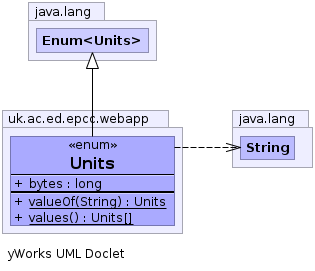 java.lang
Enum<Units>
uk.ac.ed.epcc.webapp
java.lang
«enum»
Units
String
+ bytes : long
+ valueOf(String) : Units
+ values() : Units[]
yWorks UML Doclet